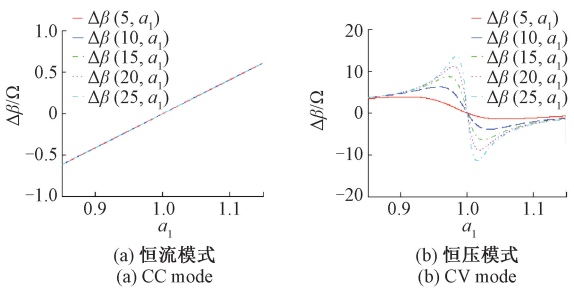 Δβ (5, a₁)
Δβ (10, a₁)
Δβ (15, a₁)
Δβ (20, a₁)
Δβ (25, a₁)
1.0
0.5
0
−0.5
−1.0
Δβ/Ω
0.9
1.0
1.1
a₁
(a) 恒流模式
(a) CC mode
Δβ (5, a₁)
Δβ (10, a₁)
Δβ (15, a₁)
Δβ (20, a₁)
Δβ (25, a₁)
20
10
0
−10
−20
Δβ/Ω
0.9
1.0
1.1
a₁
(b) 恒压模式
(b) CV mode